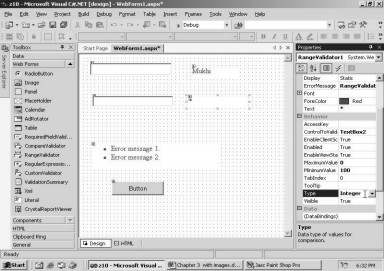 z10 - Microsoft Visual C#.NET [design] - WebForm1.aspx*
File Edit View Project Build Debug Format Table Insert Frames Tools Window Help
Debug
Toolbox
Data
Web Forms
RadioButton
Image
Panel
PlaceHolder
Calendar
AdRotator
Table
RequiredFieldVali...
CompareValidator
RangeValidator
RegularExpressio...
CustomValidator
ValidationSummary
Xml
Literal
CrystalReportViewer
Components
HTML
Clipboard Ring
General
Server Explorer
Start Page WebForm1.aspx*
Mukhi
Error message 1.
Error message 2.
Button
Design HTML
Properties
RangeValidator1 System.We
Display Static
ErrorMessage RangeValidat
Font
ForeColor Red
Text *
Behavior
AccessKey
ControlToValid TextBox2
EnableClientSc True
Enabled True
EnableViewSta True
MaximumValue 0
MinimumValue 100
TabIndex 0
ToolTip
Type Integer
Visible True
Data
(DataBindings)
Type
Data type of values for
comparison.
Ready
Start
z10 - Microsoft Visual ...
Chapter 3 with images.d...
Jasc Paint Shop Pro
6:32 PM